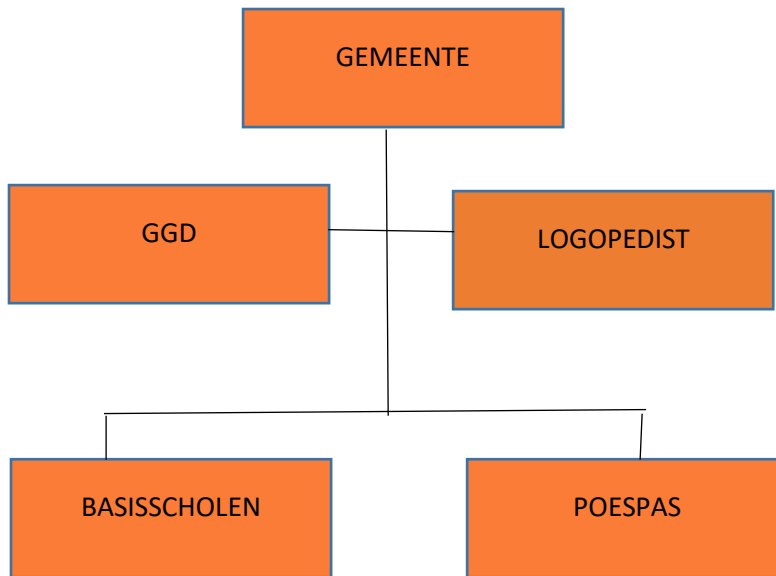 GEMEENTE
GGD
LOGOPEDIST
BASISSCHOLEN
POESPAS